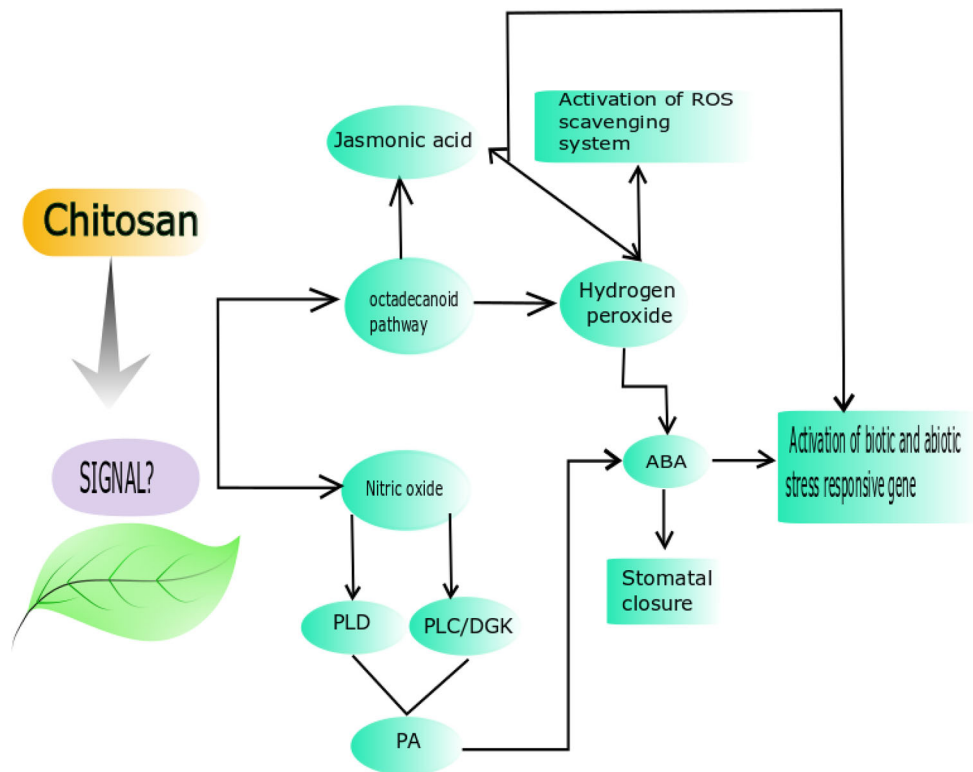 Jasmonic acid
Activation of ROS
scavenging
system
Chitosan
octadecanoid
pathway
Hydrogen
peroxide
SIGNAL?
Nitric oxide
ABA
Activation of biotic and abiotic
stress responsive gene
Stomatal
closure
PLD
PLC/DGK
PA